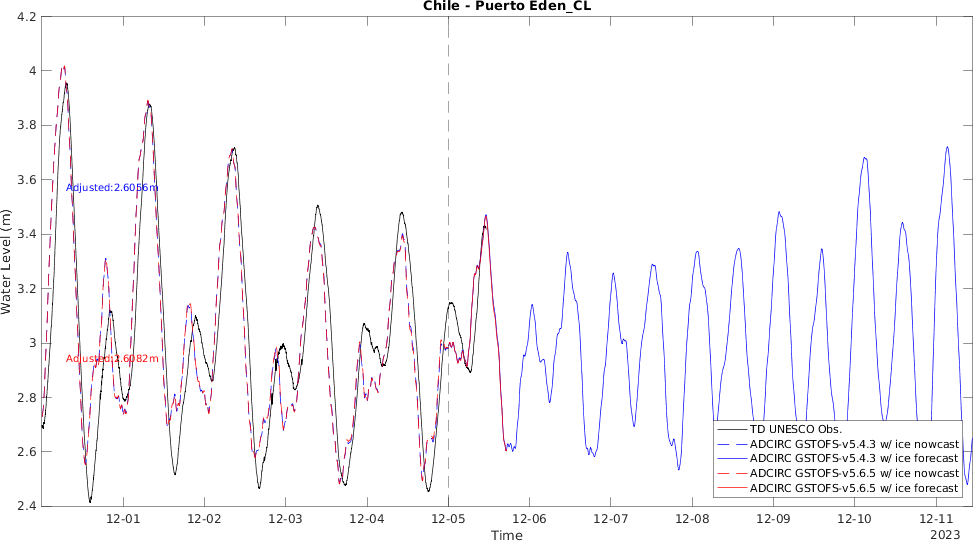 Chile - Puerto Eden_CL
4.2
4
3.8
3.6
3.4
3.2
3
2.8
2.6
2.4
Water Level (m)
Adjusted:2.6056m
Adjusted:2.6082m
TD UNESCO Obs.
ADCIRC GSTOFS-v5.4.3 w/ ice nowcast
ADCIRC GSTOFS-v5.4.3 w/ ice forecast
ADCIRC GSTOFS-v5.6.5 w/ ice nowcast
ADCIRC GSTOFS-v5.6.5 w/ ice forecast
12-01 12-02 12-03 12-04 12-05 12-06 12-07 12-08 12-09 12-10 12-11
Time
2023